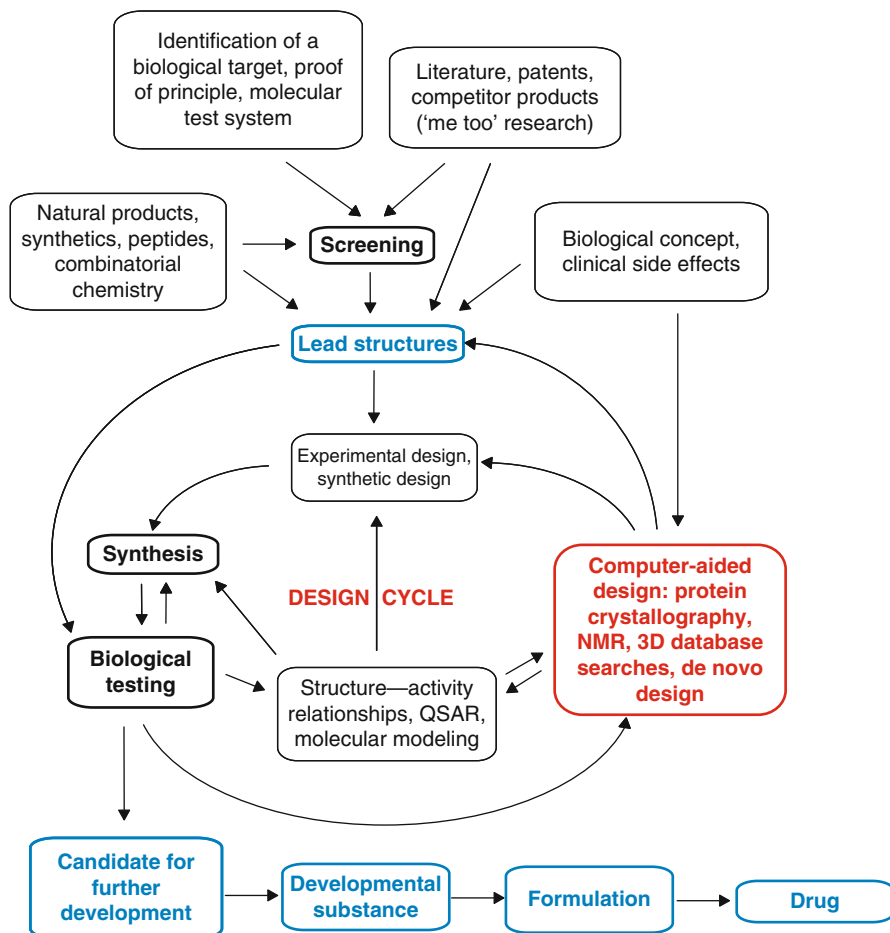 Identification of a
biological target, proof
of principle, molecular
test system
Literature, patents,
competitor products
(‘me too’ research)
Natural products,
synthetics, peptides,
combinatorial
chemistry
Screening
Biological concept,
clinical side effects
Lead structures
Experimental design,
synthetic design
Synthesis
DESIGN CYCLE
Computer-aided
design: protein
crystallography,
NMR, 3D database
searches, de novo
design
Biological
testing
Structure—activity
relationships, QSAR,
molecular modeling
Candidate for
further
development
Developmental
substance
Formulation
Drug